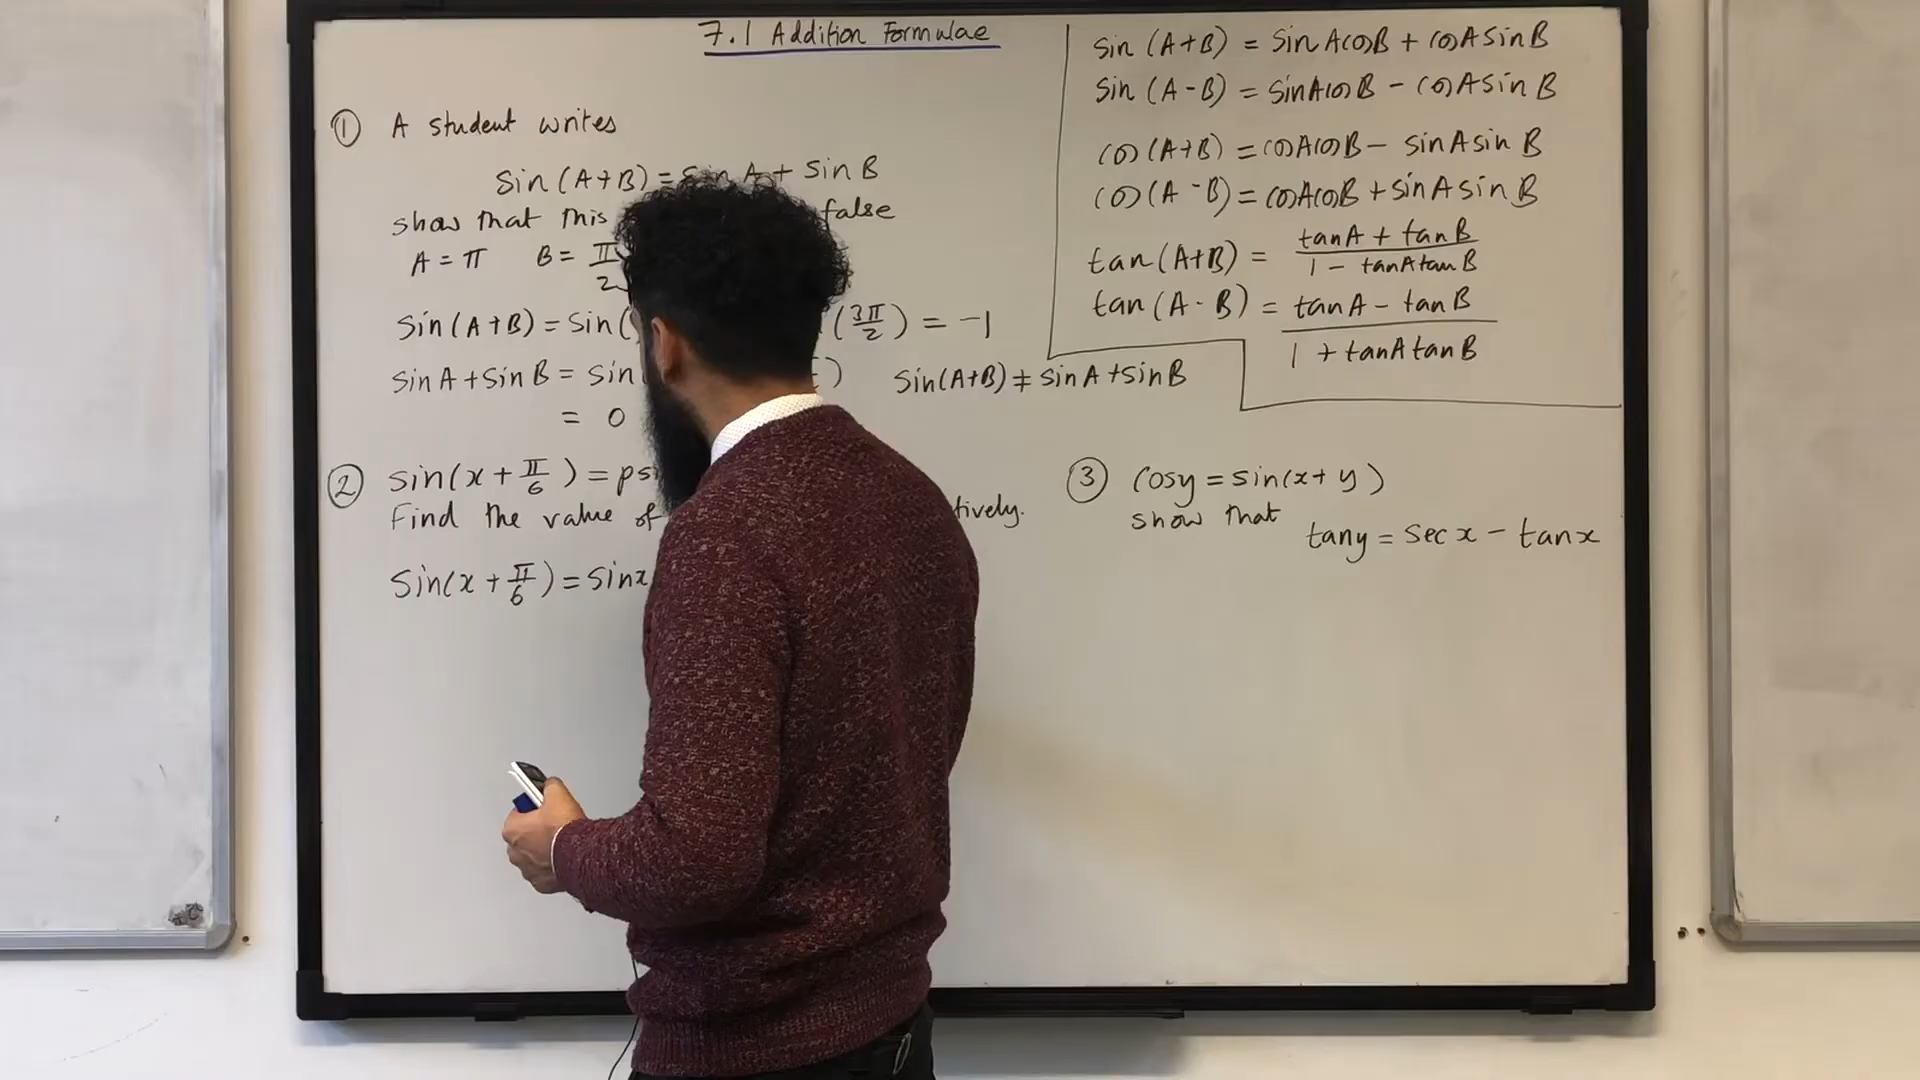 7.1 Addition Formulae
① A student writes
sin(A+B) = sin A + sin B
show that this false
A = π B = π/2
sin(A+B) = sin( (3π/2) = -1
sin A + sin B = sin( )
= 0
sin(A+B) ≠ sin A + sin B
② sin(x + π/6) = psi
Find the value of tively.
sin(x + π/6) = sinx
sin (A+B) = sin A cos B + cos A sin B
sin (A-B) = sin A cos B - cos A sin B
cos (A+B) = cos A cos B - sin A sin B
cos (A-B) = cos A cos B + sin A sin B
tan (A+B) = tan A + tan B
1 - tan A tan B
tan (A-B) = tan A - tan B
1 + tan A tan B
③ cosy = sin(x+y)
show that
tany = sec x - tan x